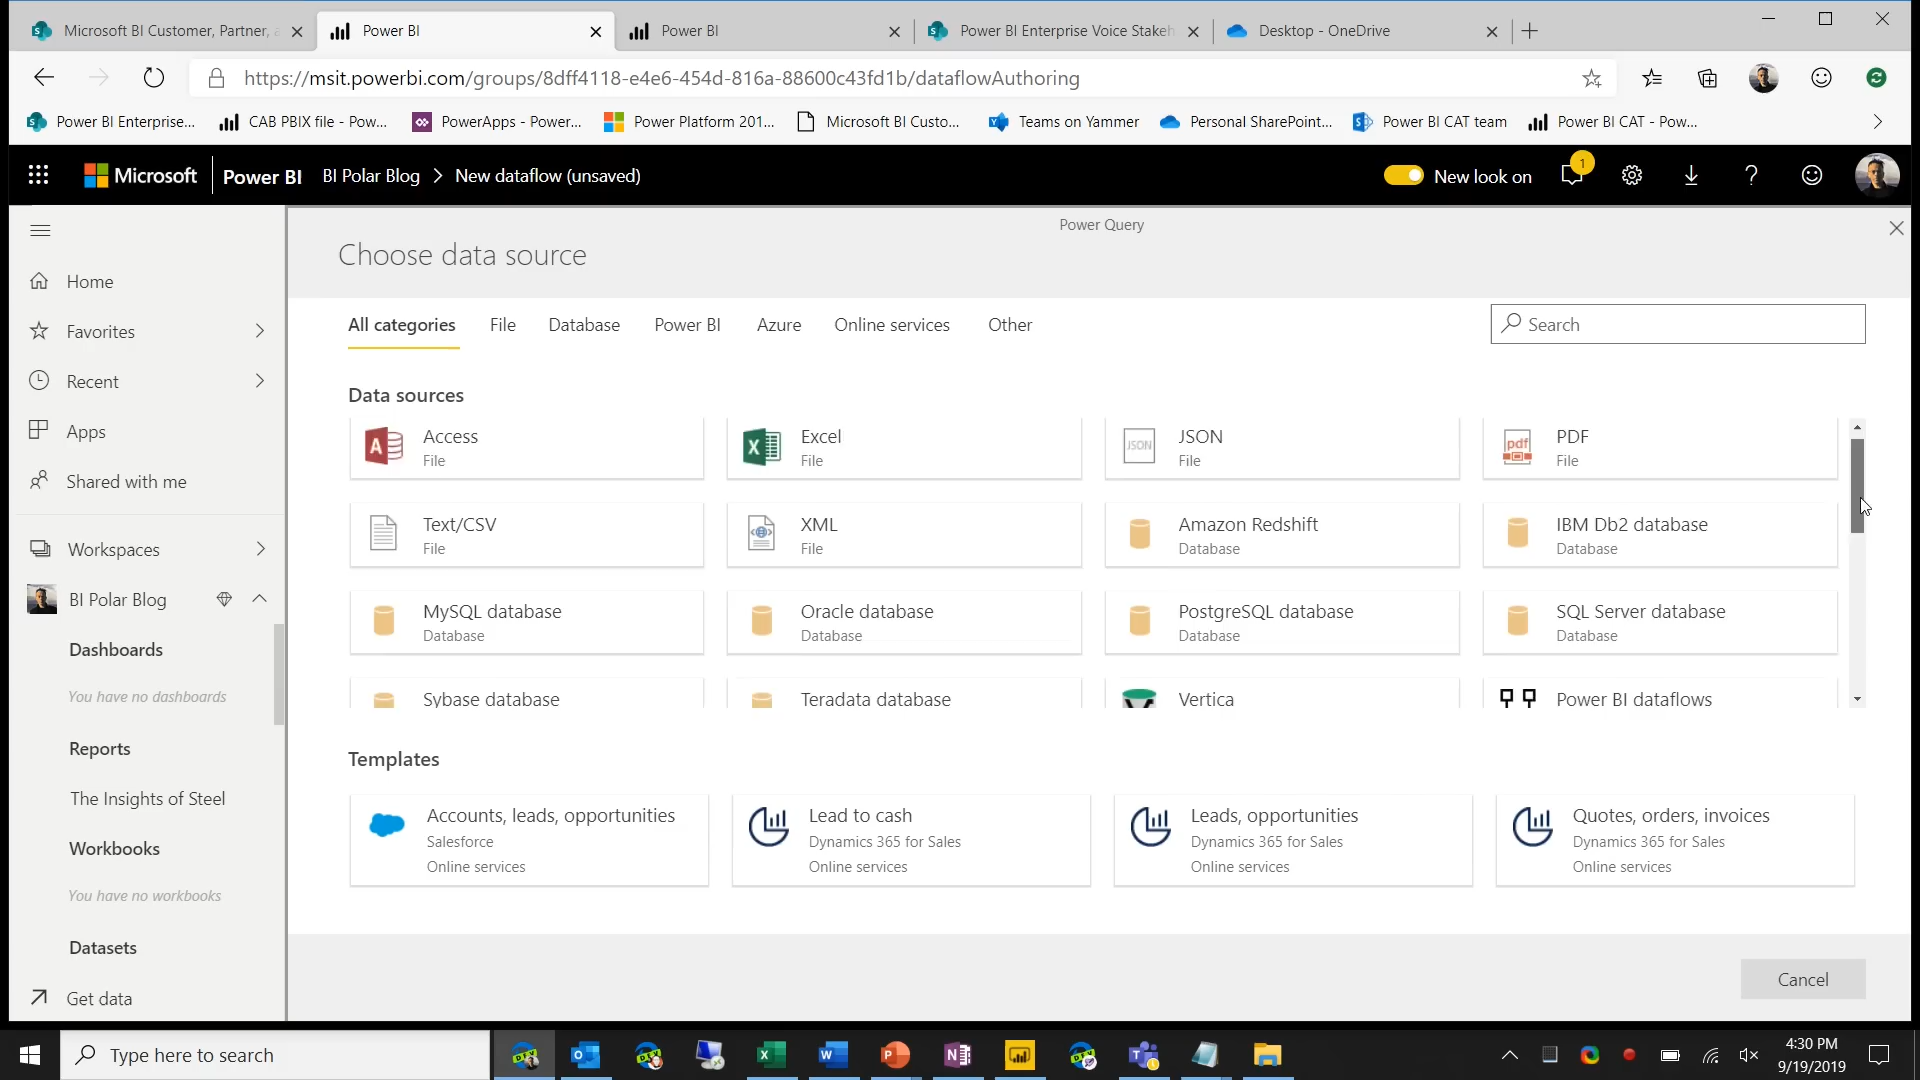 Microsoft BI Customer, Partner, a
Power BI
Power BI
Power BI Enterprise Voice Stakeh
Desktop - OneDrive
https://msit.powerbi.com/groups/8dff4118-e4e6-454d-816a-88600c43fd1b/dataflowAuthoring
Power BI Enterprise...
CAB PBIX file - Pow...
PowerApps - Power...
Power Platform 201...
Microsoft BI Custo...
Teams on Yammer
Personal SharePoint...
Power BI CAT team
Power BI CAT - Pow...
Microsoft
Power BI
BI Polar Blog > New dataflow (unsaved)
New look on
1
Power Query
Choose data source
Home
Favorites
Recent
Apps
Shared with me
Workspaces
BI Polar Blog
Dashboards
You have no dashboards
Reports
The Insights of Steel
Workbooks
You have no workbooks
Datasets
Get data
All categories
File
Database
Power BI
Azure
Online services
Other
Search
Data sources
Access
File
Excel
File
JSON
JSON
File
pdf
PDF
File
Text/CSV
File
XML
File
Amazon Redshift
Database
IBM Db2 database
Database
MySQL database
Database
Oracle database
Database
PostgreSQL database
Database
SQL Server database
Database
Sybase database
Teradata database
Vertica
Power BI dataflows
Templates
Accounts, leads, opportunities
Salesforce
Online services
Lead to cash
Dynamics 365 for Sales
Online services
Leads, opportunities
Dynamics 365 for Sales
Online services
Quotes, orders, invoices
Dynamics 365 for Sales
Online services
Cancel
Type here to search
4:30 PM
9/19/2019